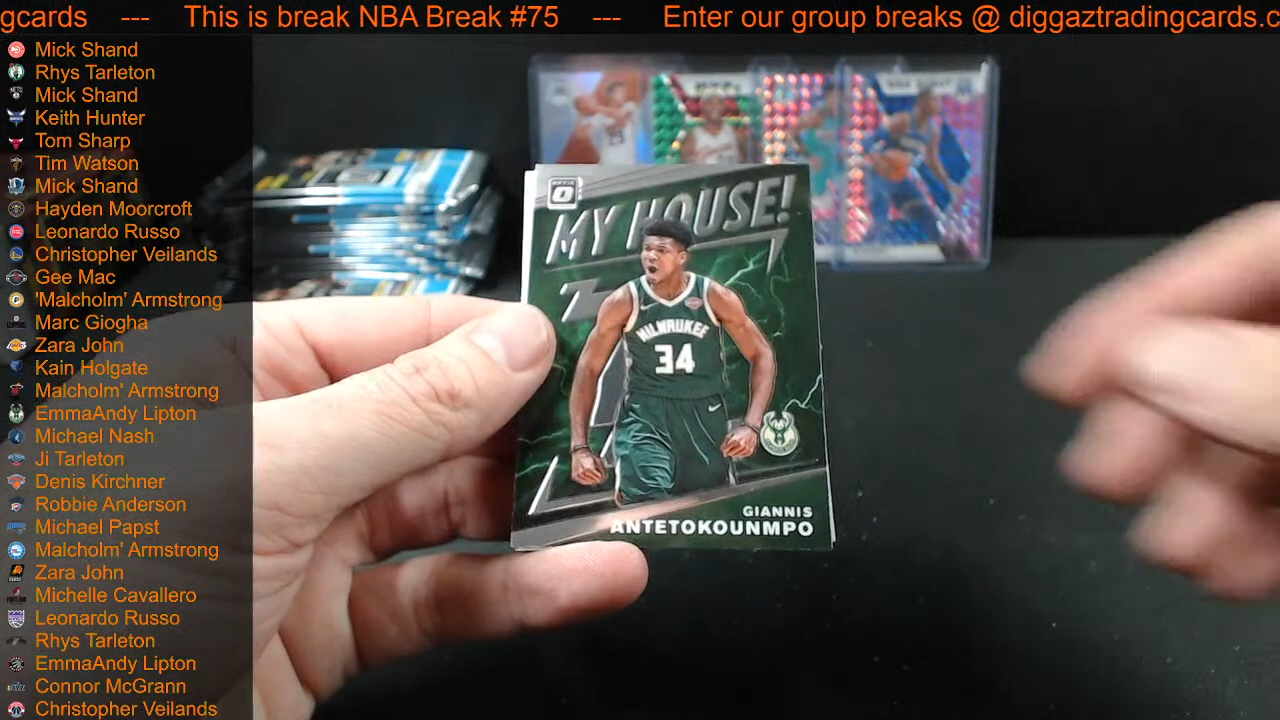 gcards --- This is break NBA Break #75 --- Enter our group breaks @ diggaztradingcards.c
Mick Shand
Rhys Tarleton
Mick Shand
Keith Hunter
Tom Sharp
Tim Watson
Mick Shand
Hayden Moorcroft
Leonardo Russo
Christopher Veilands
Gee Mac
'Malcholm' Armstrong
Marc Giogha
Zara John
Kain Holgate
Malcholm' Armstrong
EmmaAndy Lipton
Michael Nash
Ji Tarleton
Denis Kirchner
Robbie Anderson
Michael Papst
Malcholm' Armstrong
Zara John
Michelle Cavallero
Leonardo Russo
Rhys Tarleton
EmmaAndy Lipton
Connor McGrann
Christopher Veilands
MY HOUSE!
MILWAUKEE
34
GIANNIS
ANTETOKOUNMPO